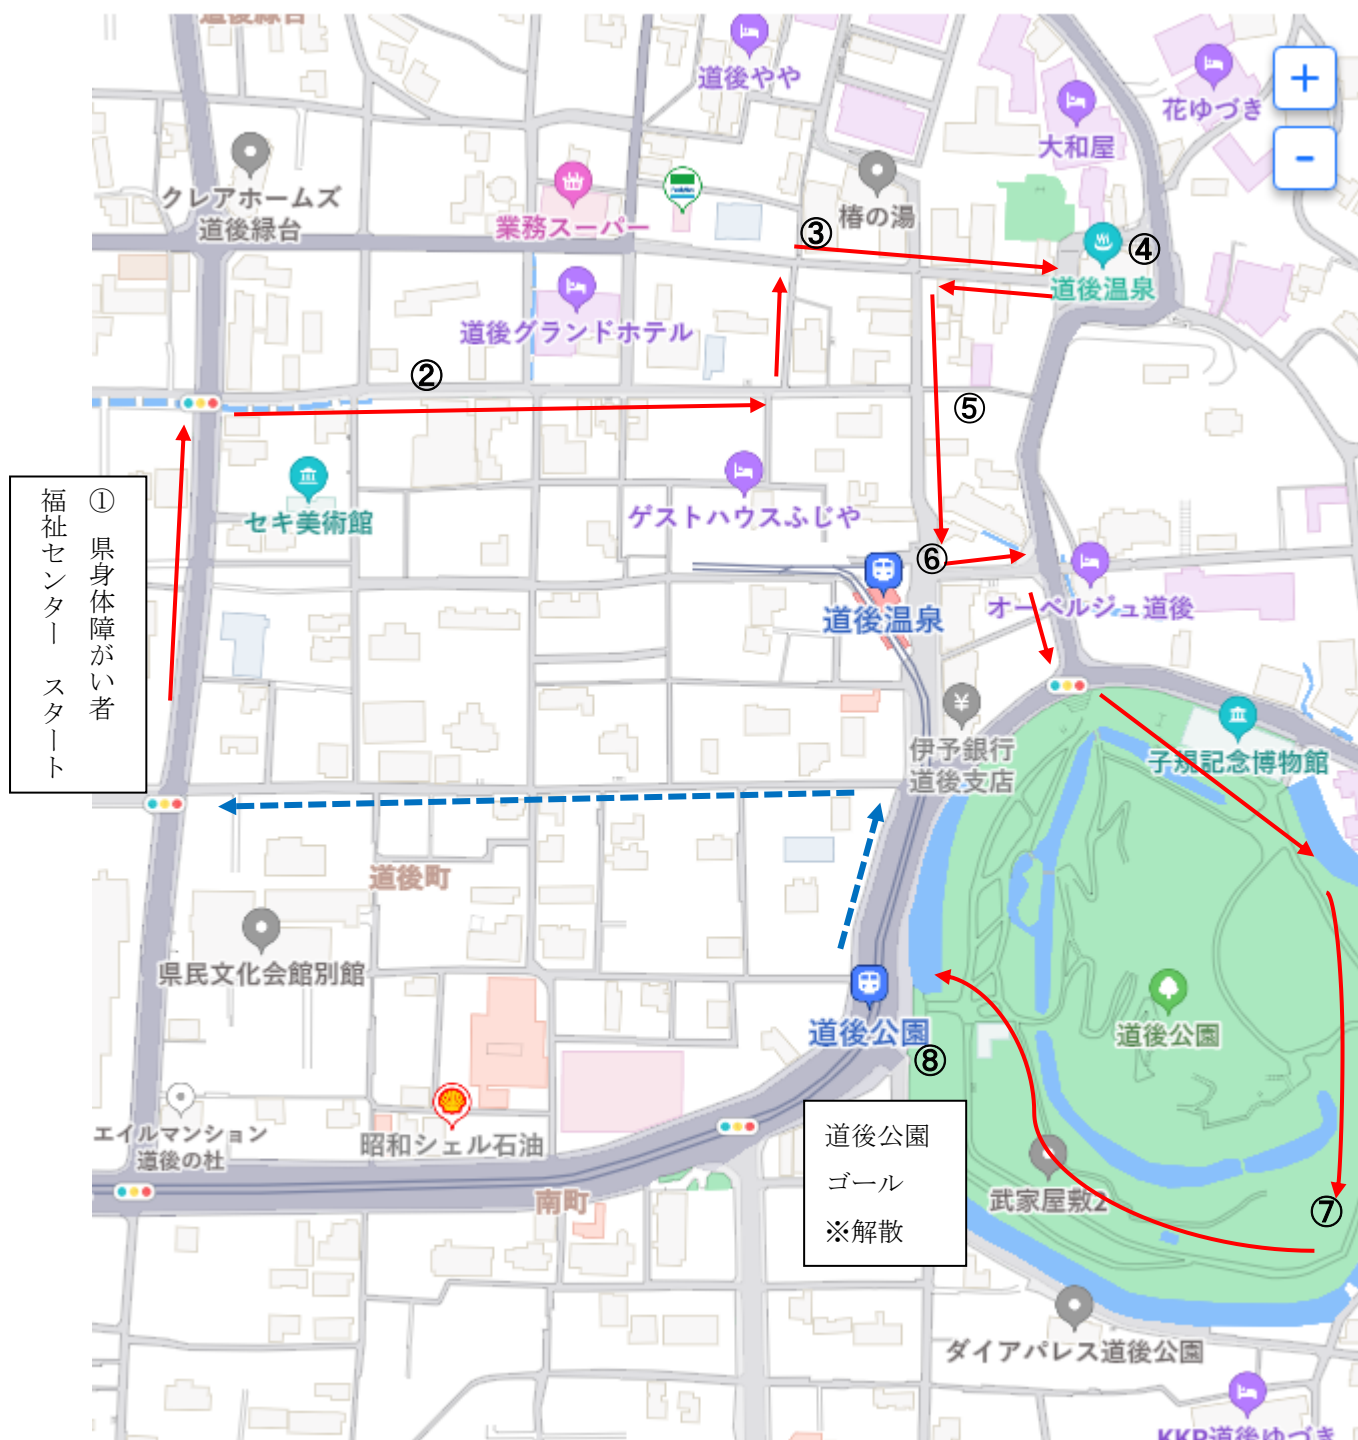 道後緑台
道後やや
花ゆづき
大和屋
クレアホームズ
道後緑台
業務スーパー
椿の湯
③
④
道後温泉
道後グランドホテル
②
⑤
セキ美術館
ゲストハウスふじや
① 県身体障がい者
福祉センター スタート
⑥
道後温泉
オーベルジュ道後
伊予銀行
道後支店
子規記念博物館
道後町
県民文化会館別館
道後公園
⑧
道後公園
エイルマンション
道後の杜
昭和シェル石油
道後公園
ゴール
※解散
武家屋敷2
⑦
南町
ダイアパレス道後公園
KKR道後ゆづき